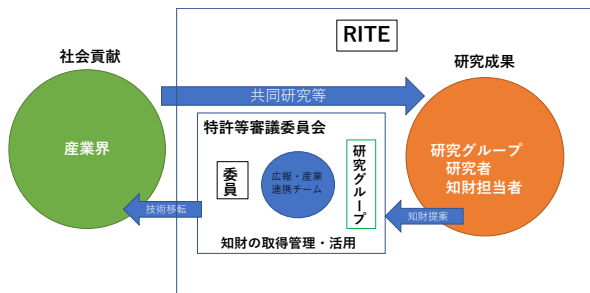 RITE
社会貢献
研究成果
共同研究等
産業界
特許等審議委員会
委員
広報・産業
連携チーム
研究グループ
研究グループ
研究者
知財担当者
技術移転
知財提案
知財の取得管理・活用